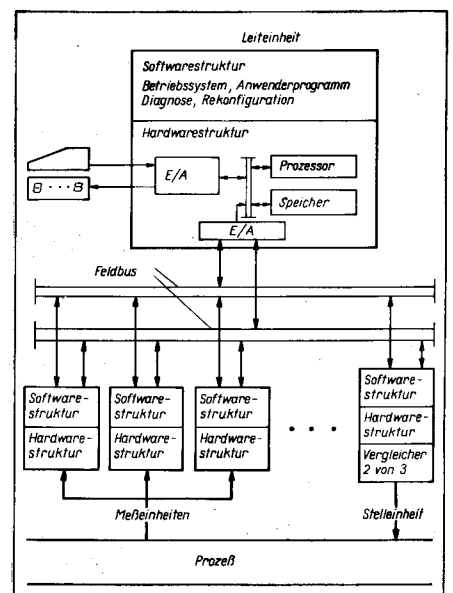 Leiteinheit
Softwarestruktur
Betriebssystem, Anwenderprogramm
Diagnose, Rekonfiguration
Hardwarestruktur
E/A
Prozessor
8 · · · 8
Speicher
E/A
Feldbus
Software-
struktur
Hardware-
struktur
Software-
struktur
Hardware-
struktur
Software-
struktur
Hardware-
struktur
. . .
Software-
struktur
Hardware-
struktur
Vergleicher
2 von 3
Meßeinheiten
Stelleinheit
Prozeß